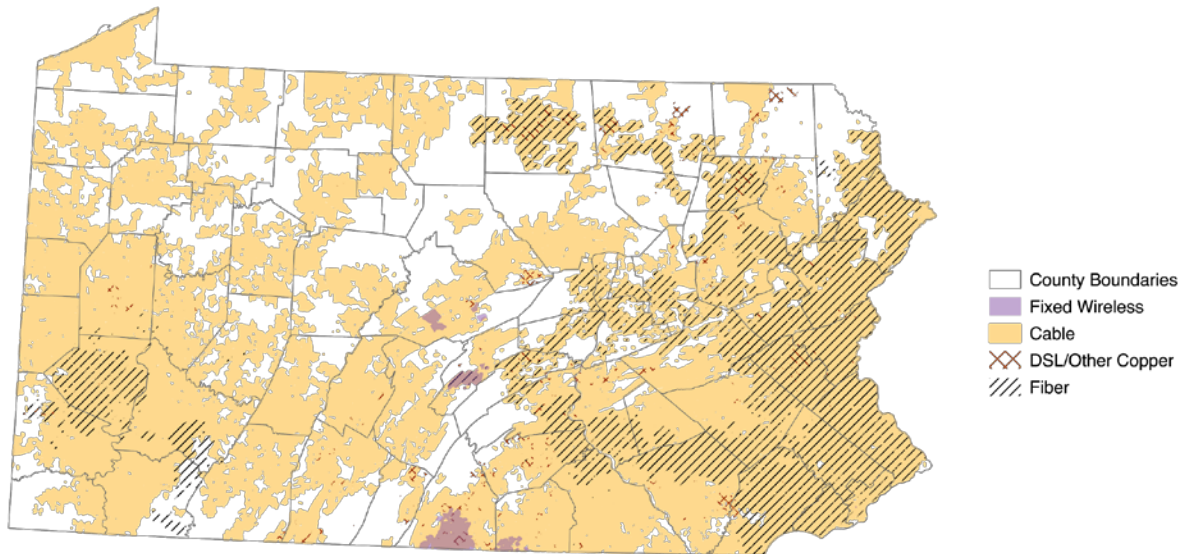 County Boundaries
Fixed Wireless
Cable
DSL/Other Copper
Fiber